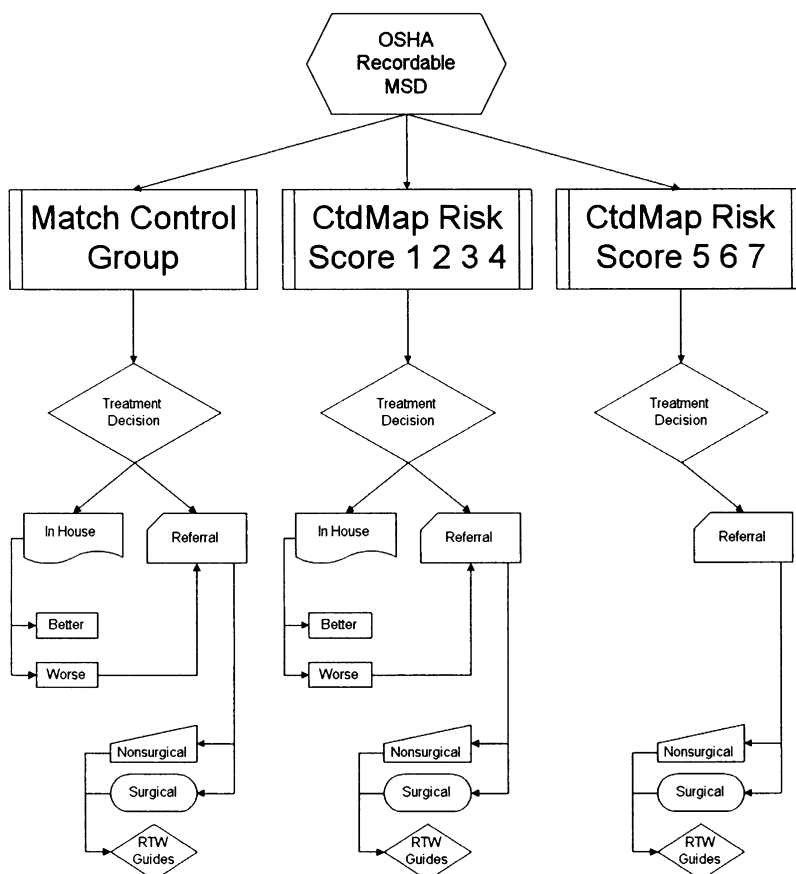 OSHA
Recordable
MSD
Match Control
Group
CtdMap Risk
Score 1 2 3 4
CtdMap Risk
Score 5 6 7
Treatment
Decision
Treatment
Decision
Treatment
Decision
In House
Referral
In House
Referral
Referral
Better
Better
Worse
Worse
Nonsurgical
Nonsurgical
Nonsurgical
Surgical
Surgical
Surgical
RTW
Guides
RTW
Guides
RTW
Guides